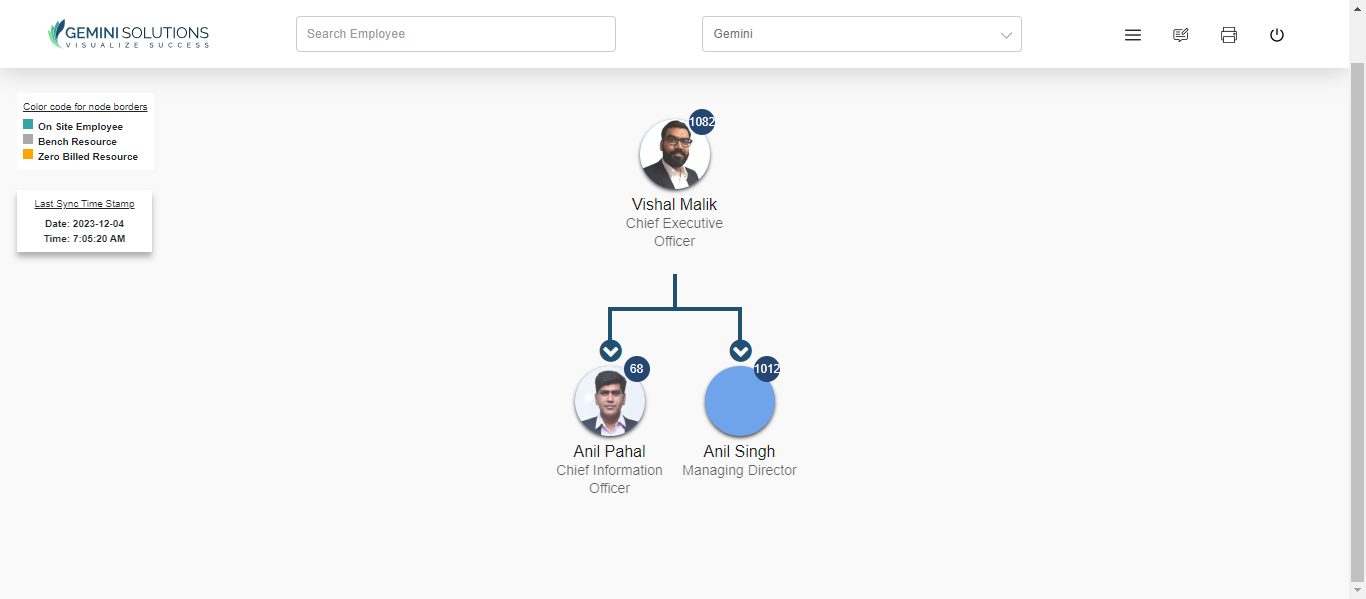 GEMINI SOLUTIONS
VISUALIZE SUCCESS
Search Employee
Gemini
Color code for node borders
On Site Employee
Bench Resource
Zero Billed Resource
Last Sync Time Stamp
Date: 2023-12-04
Time: 7:05:20 AM
1082
Vishal Malik
Chief Executive
Officer
68
Anil Pahal
Chief Information
Officer
1012
Anil Singh
Managing Director